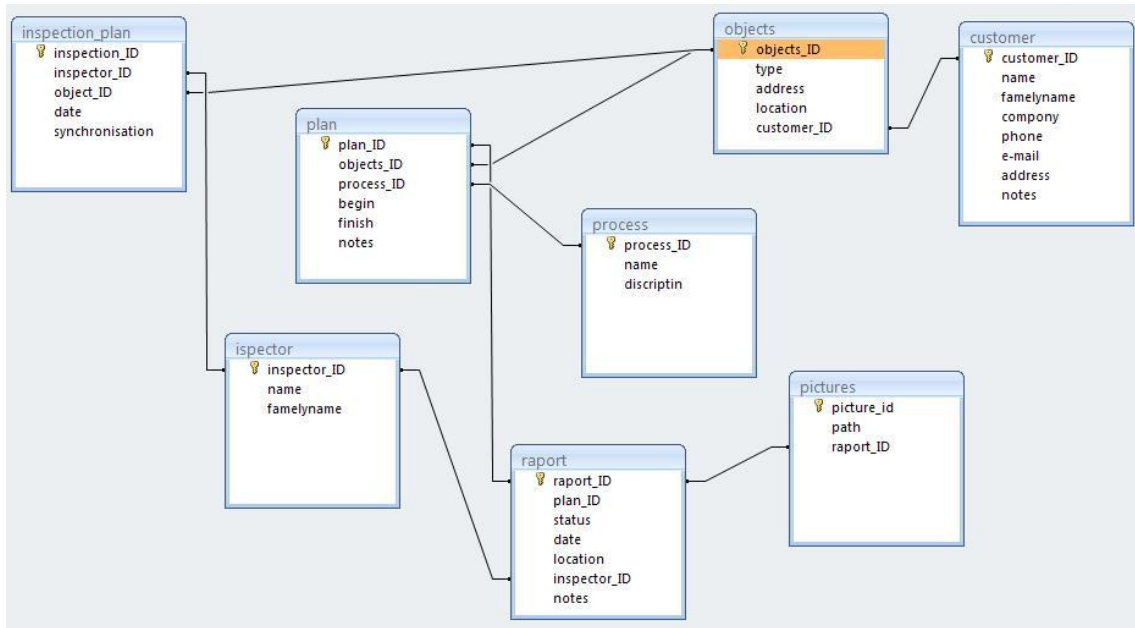 inspection_plan
inspection_ID
inspector_ID
object_ID
date
synchronisation
plan
plan_ID
objects_ID
process_ID
begin
finish
notes
objects
objects_ID
type
address
location
customer_ID
customer
customer_ID
name
famelyname
compony
phone
e-mail
address
notes
process
process_ID
name
discriptin
ispector
inspector_ID
name
famelyname
raport
raport_ID
plan_ID
status
date
location
inspector_ID
notes
pictures
picture_id
path
raport_ID